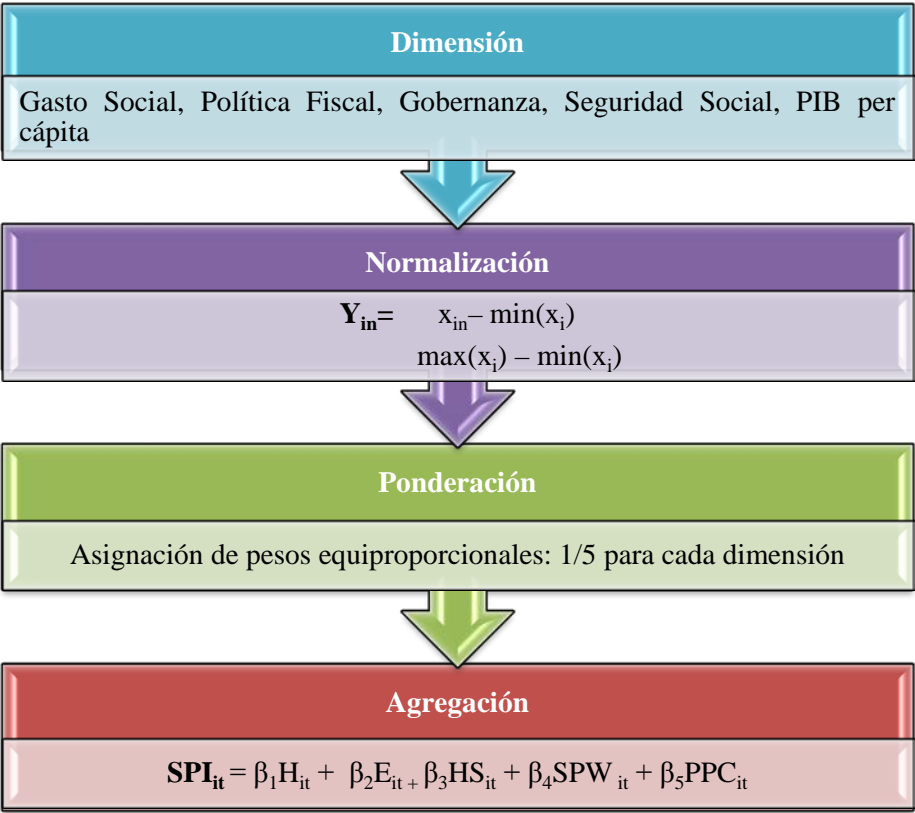 Dimensión
Gasto Social, Política Fiscal, Gobernanza, Seguridad Social, PIB per
cápita
Normalización
Yin= xin– min(xi)
max(xi) – min(xi)
Ponderación
Asignación de pesos equiproporcionales: 1/5 para cada dimensión
Agregación
SPIit = β1Hit + β2Eit + β3HSit + β4SPW it + β5PPCit